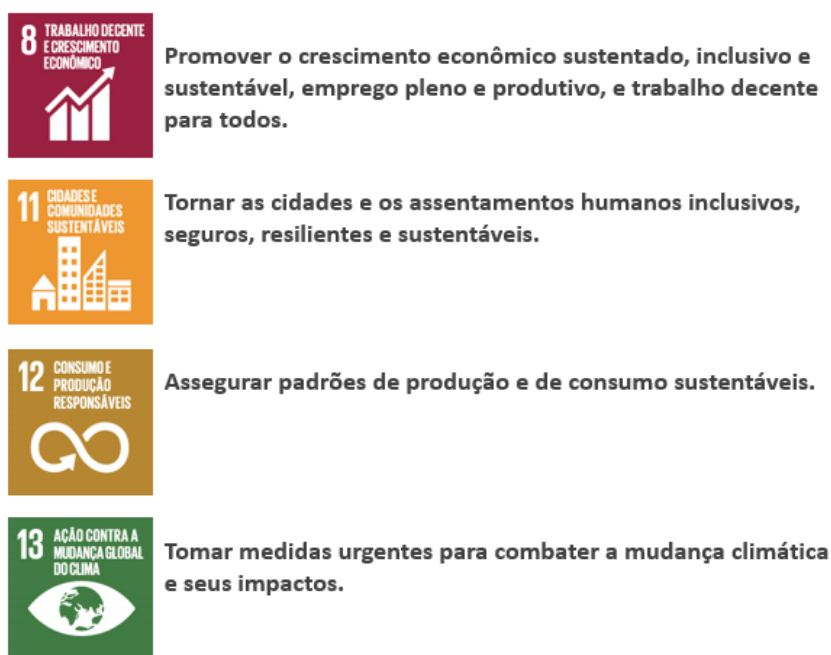 8 TRABALHO DECENTE
E CRESCIMENTO
ECONÔMICO
Promover o crescimento econômico sustentado, inclusivo e
sustentável, emprego pleno e produtivo, e trabalho decente
para todos.
11 CIDADES E
COMUNIDADES
SUSTENTÁVEIS
Tornar as cidades e os assentamentos humanos inclusivos,
seguros, resilientes e sustentáveis.
12 CONSUMO E
PRODUÇÃO
RESPONSÁVEIS
Assegurar padrões de produção e de consumo sustentáveis.
13 AÇÃO CONTRA A
MUDANÇA GLOBAL
DO CLIMA
Tomar medidas urgentes para combater a mudança climática
e seus impactos.